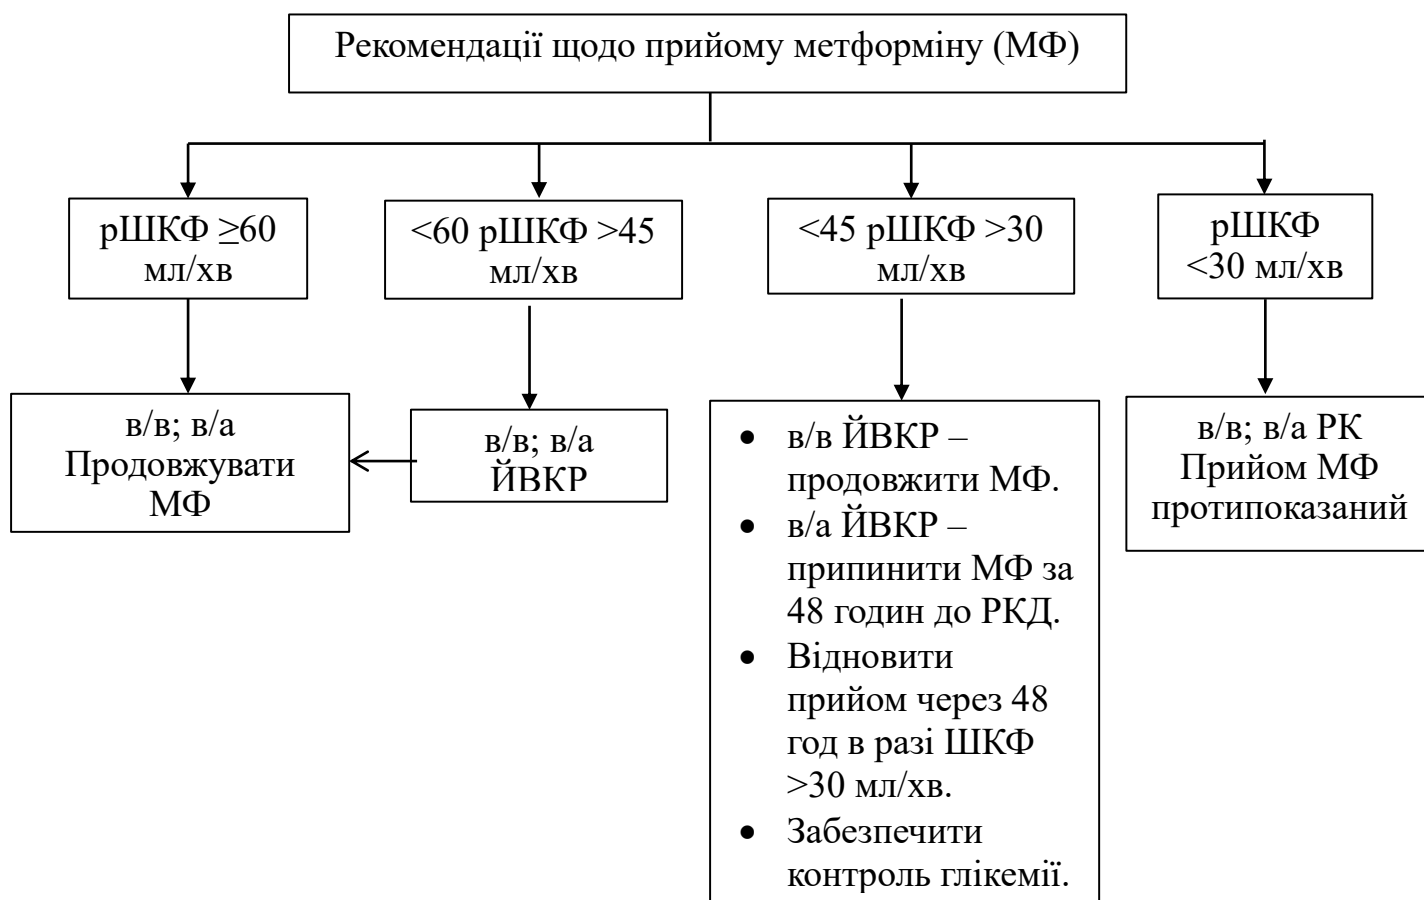 Рекомендації щодо прийому метформіну (МФ)
рШКФ ≥60
мл/хв
<60 рШКФ >45
мл/хв
<45 рШКФ >30
мл/хв
рШКФ
<30 мл/хв
в/в; в/а
Продовжувати
МФ
в/в; в/а
ЙВКР
• в/в ЙВКР –
продовжити МФ.
• в/а ЙВКР –
припинити МФ за
48 годин до РКД.
• Відновити
прийом через 48
год в разі ШКФ
>30 мл/хв.
• Забезпечити
контроль глікемії.
в/в; в/а РК
Прийом МФ
протипоказаний